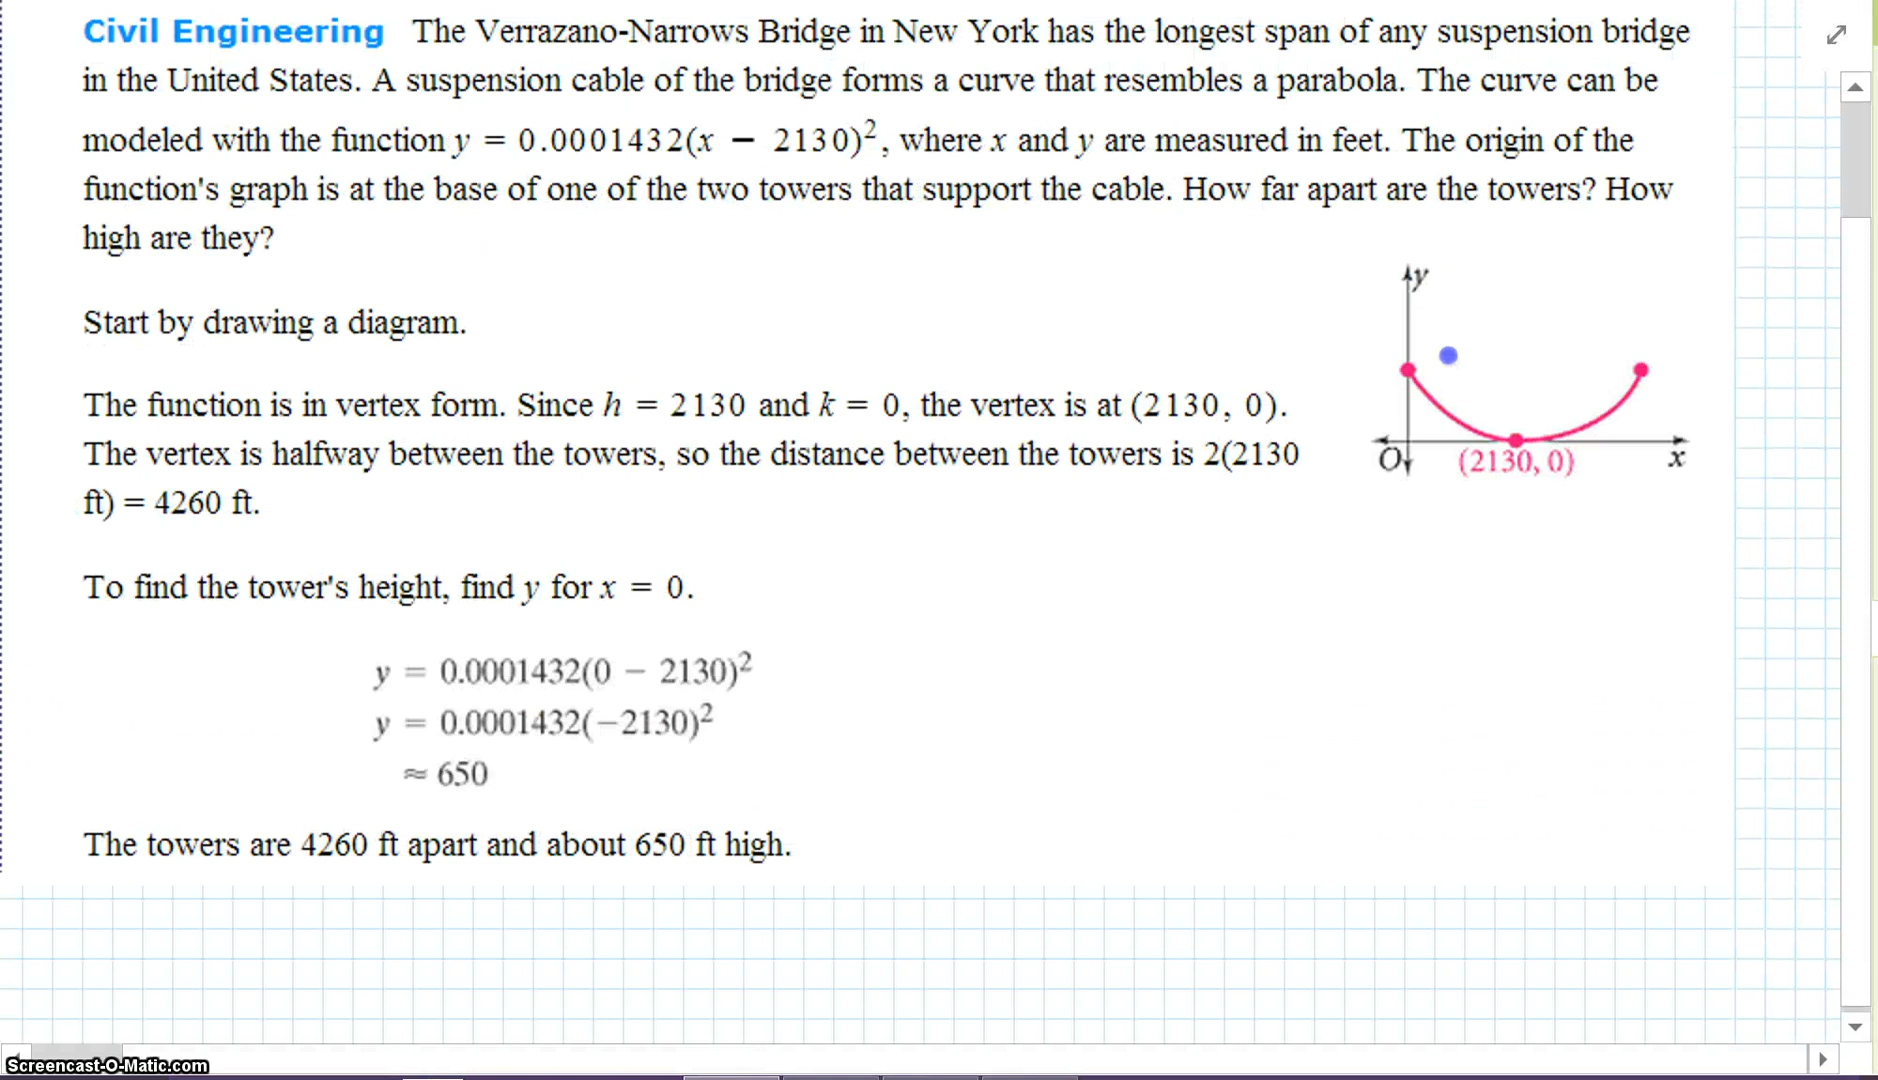 Civil Engineering The Verrazano-Narrows Bridge in New York has the longest span of any suspension bridge
in the United States. A suspension cable of the bridge forms a curve that resembles a parabola. The curve can be
modeled with the function y = 0.0001432(x − 2130)², where x and y are measured in feet. The origin of the
function's graph is at the base of one of the two towers that support the cable. How far apart are the towers? How
high are they?
y
Start by drawing a diagram.
The function is in vertex form. Since h = 2130 and k = 0, the vertex is at (2130, 0).
The vertex is halfway between the towers, so the distance between the towers is 2(2130
ft) = 4260 ft.
O (2130, 0) x
To find the tower's height, find y for x = 0.
y = 0.0001432(0 − 2130)²
y = 0.0001432(−2130)²
≈ 650
The towers are 4260 ft apart and about 650 ft high.
Screencast-O-Matic.com